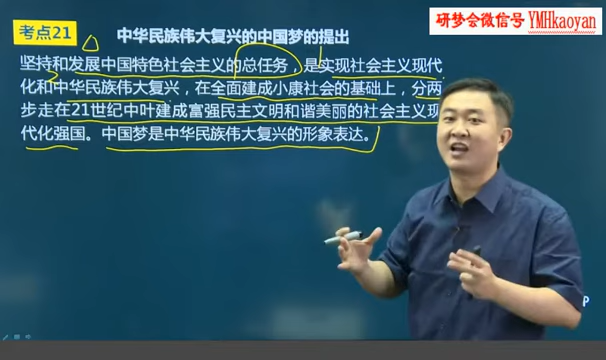 考点21
中华民族伟大复兴的中国梦的提出
研梦会微信号
YMHkaoyan
坚持和发展中国特色社会主义的总任务，是实现社会主义现代
化和中华民族伟大复兴，在全面建成小康社会的基础上，分两
步走在21世纪中叶建成富强民主文明和谐美丽的社会主义现
代化强国。中国梦是中华民族伟大复兴的形象表达。
P